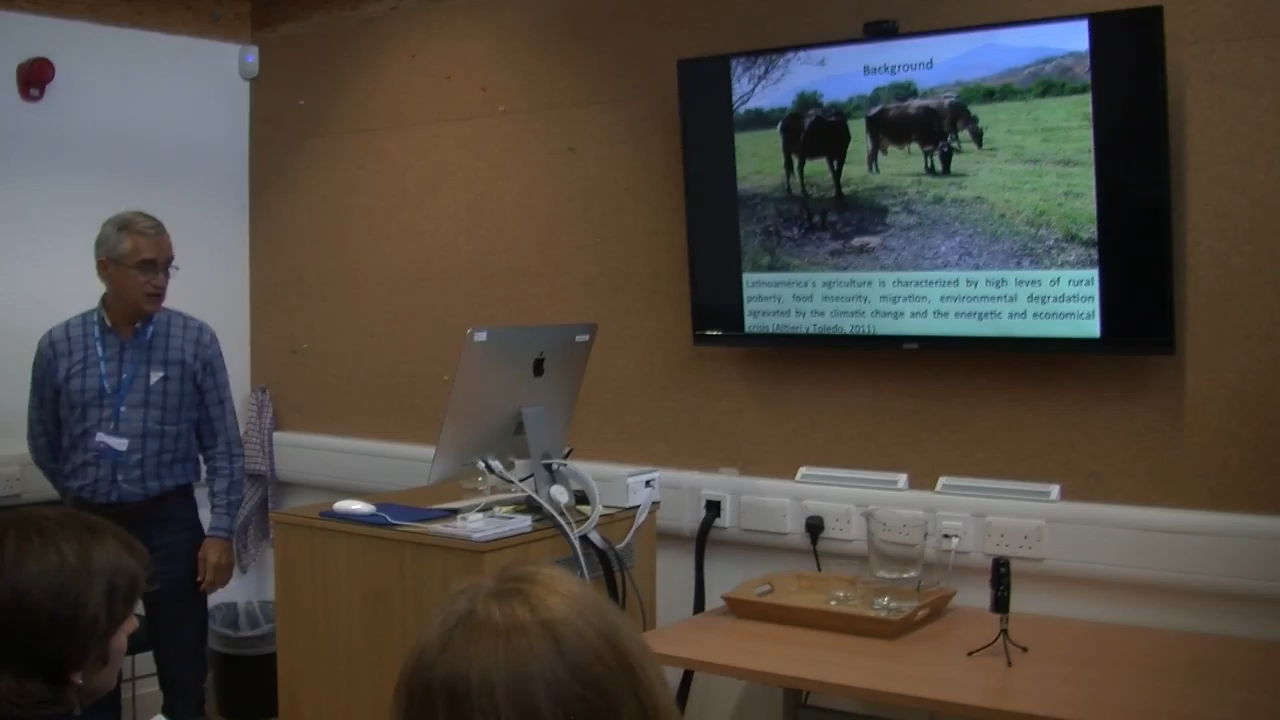 Background
Latinoamérica´s agriculture is characterized by high leves of rural
poberty, food insecurity, migration, environmental degradation
agravated by the climatic change and the energetic and economical
crisis (Altieri y Toledo, 2011).